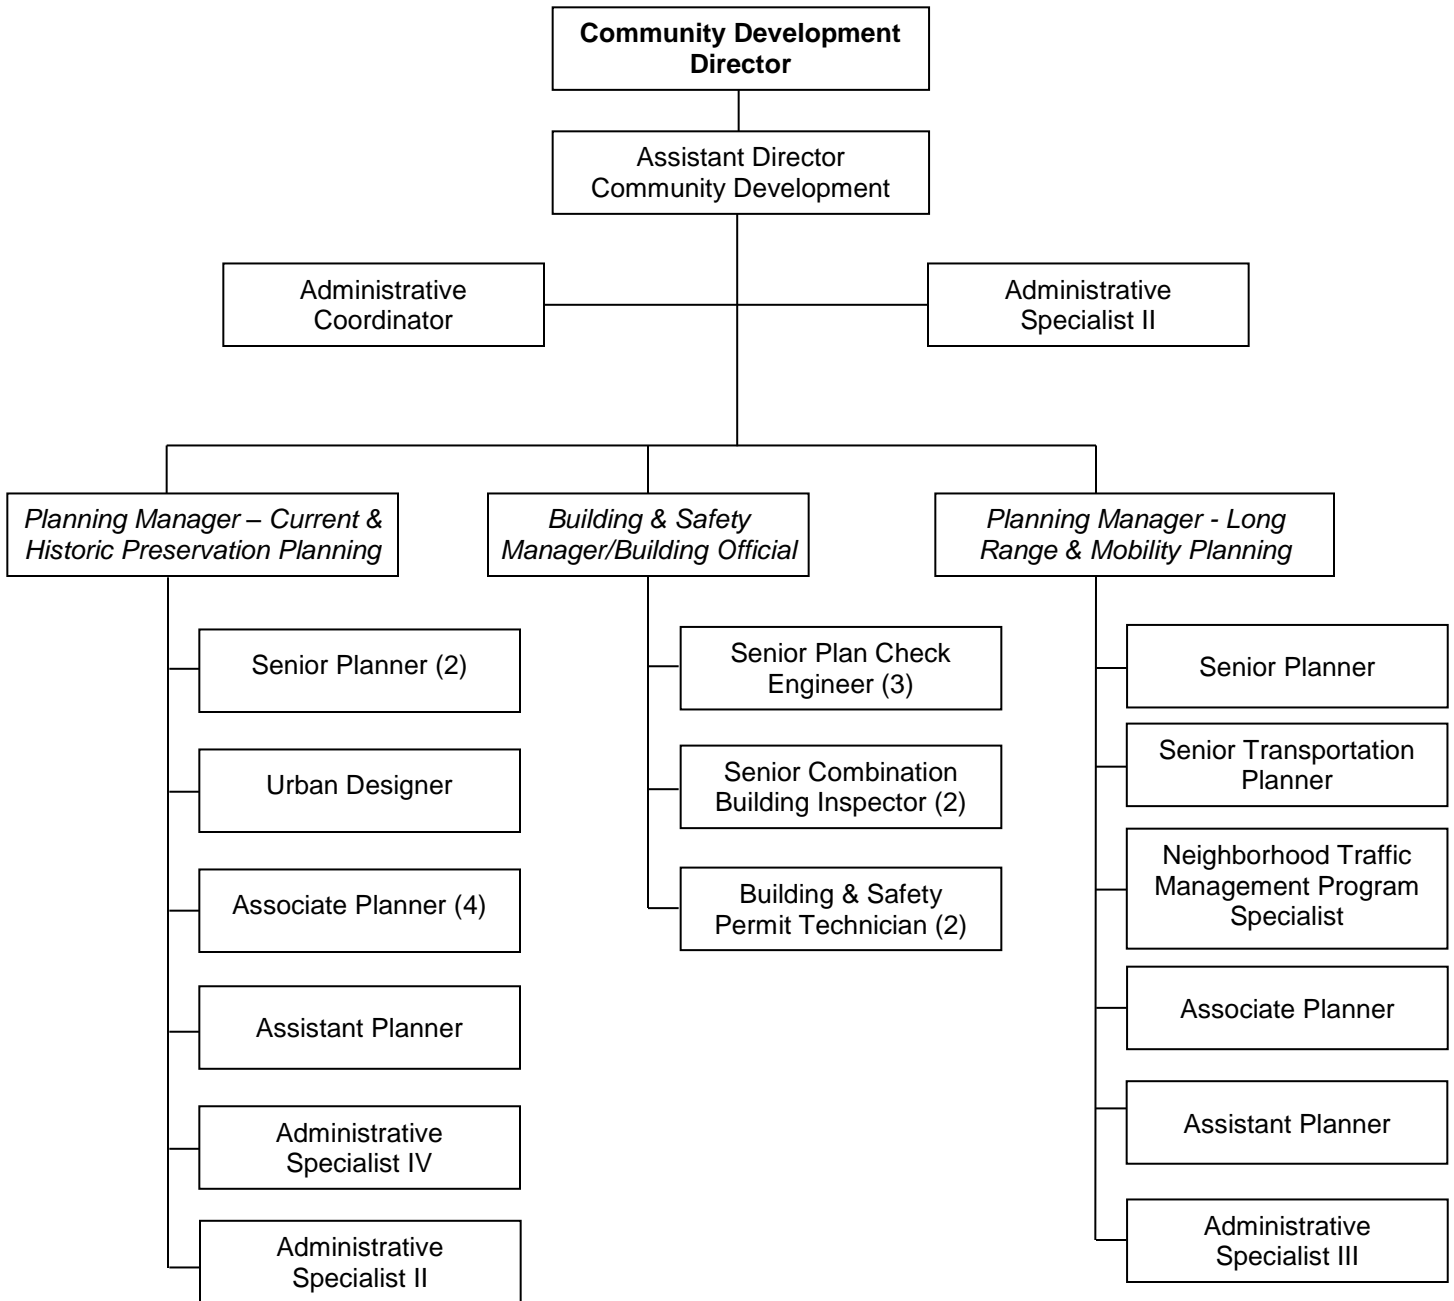 Community Development
Director
Assistant Director
Community Development
Administrative
Coordinator
Administrative
Specialist II
Planning Manager – Current &
Historic Preservation Planning
Building & Safety
Manager/Building Official
Planning Manager - Long
Range & Mobility Planning
Senior Planner (2)
Urban Designer
Associate Planner (4)
Assistant Planner
Administrative
Specialist IV
Administrative
Specialist II
Senior Plan Check
Engineer (3)
Senior Combination
Building Inspector (2)
Building & Safety
Permit Technician (2)
Senior Planner
Senior Transportation
Planner
Neighborhood Traffic
Management Program
Specialist
Associate Planner
Assistant Planner
Administrative
Specialist III